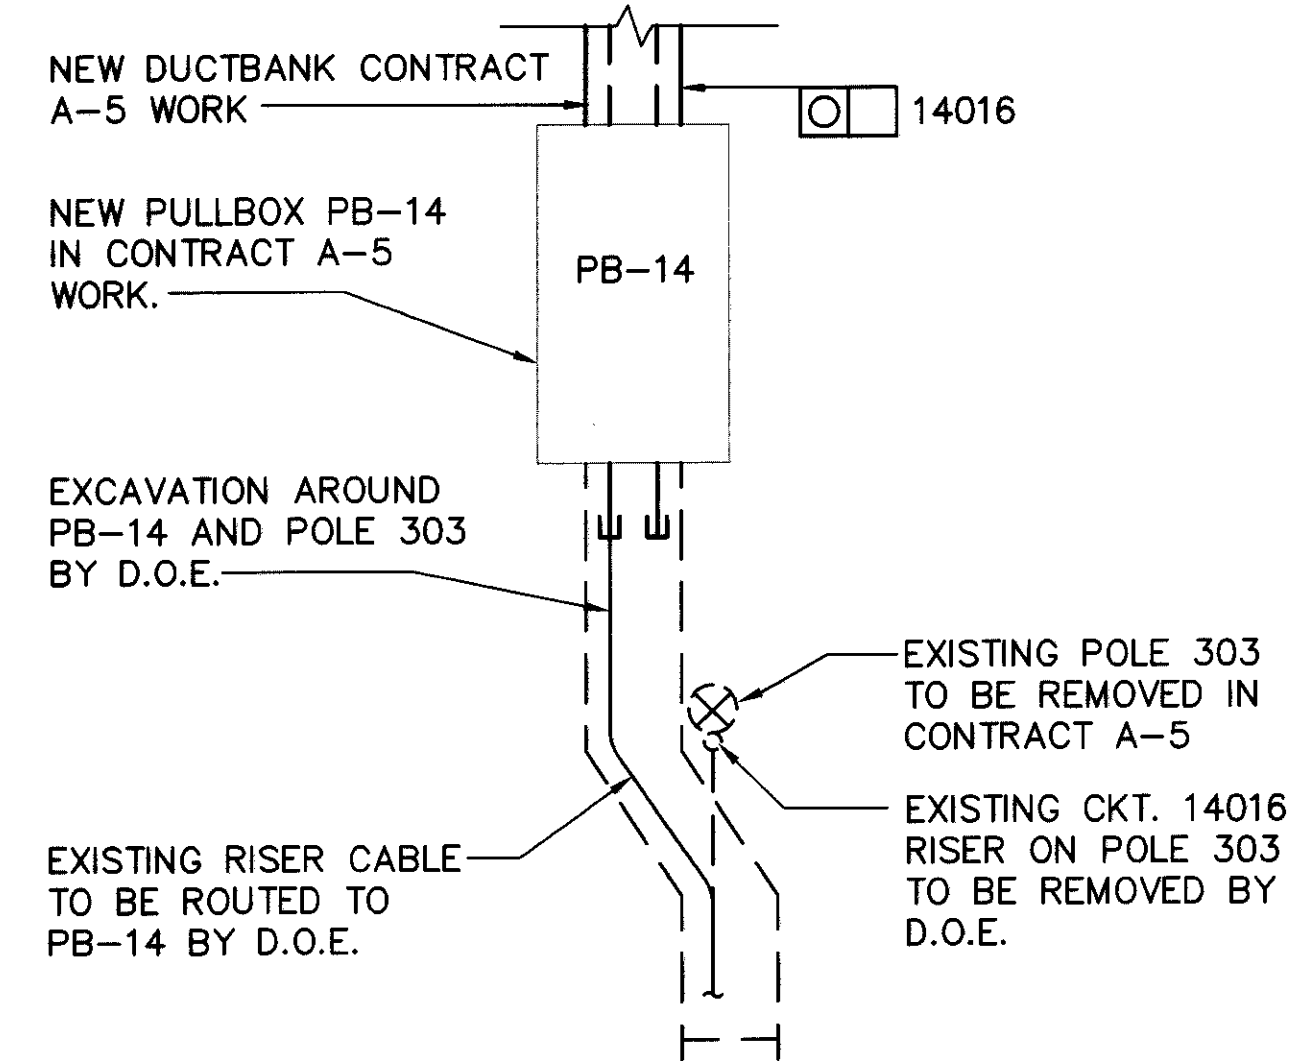 NEW DUCTBANK CONTRACT
A-5 WORK
14016
NEW PULLBOX PB-14
IN CONTRACT A-5
WORK.
PB-14
EXCAVATION AROUND
PB-14 AND POLE 303
BY D.O.E.
EXISTING POLE 303
TO BE REMOVED IN
CONTRACT A-5
EXISTING CKT. 14016
RISER ON POLE 303
TO BE REMOVED BY
D.O.E.
EXISTING RISER CABLE
TO BE ROUTED TO
PB-14 BY D.O.E.